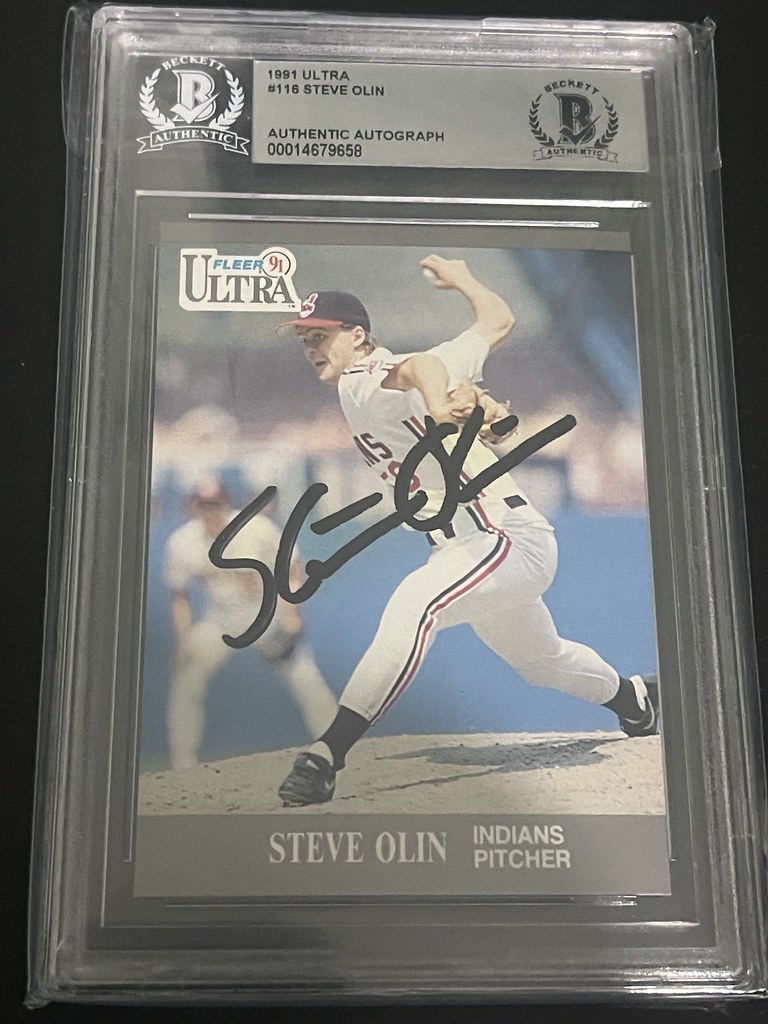 BECKETT
B
AUTHENTIC
1991 ULTRA
#116 STEVE OLIN
AUTHENTIC AUTOGRAPH
00014679658
BECKETT
B
AUTHENTIC
FLEER 91
ULTRA
STEVE OLIN
INDIANS
PITCHER